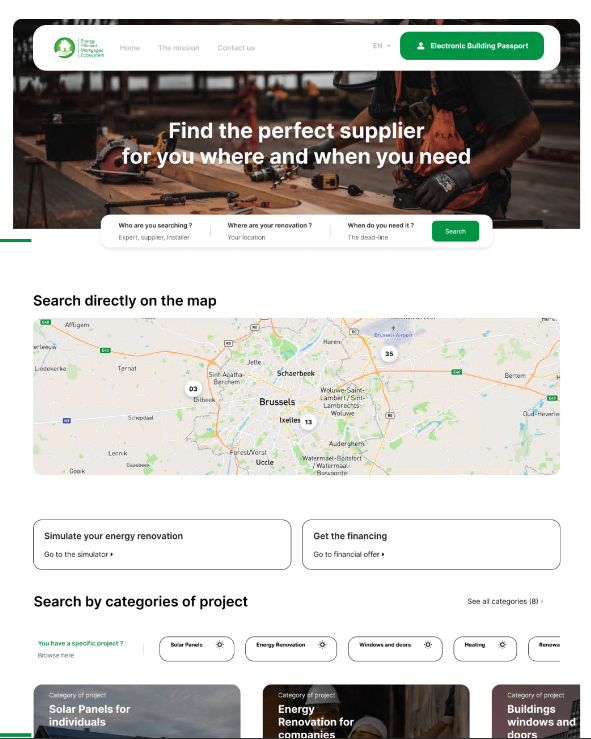 Energy
Efficient
Mortgages
Ecosystem
Home
The mission
Contact us
EN
Electronic Building Passport
Find the perfect supplier
for you where and when you need
Who are you searching ?
Expert, supplier, installer
Where are your renovation ?
Your location
When do you need it ?
The dead-line
Search
Search directly on the map
Affligem
Haren
Brussels Airport
Liedekerke
Ternat
Jette
Schaerbeek
35
Bertem
Sint-Agatha-
Berchem
03
Dilbeek
Brussels
Woluwe-Saint-
Lambert / Sint-
Lambrechts-
Woluwe
Schepdaal
Ixelles
13
R0
Oud-Heverlee
Auderghem
Lennik
Forest/Vorst
Watermael-Boitsfort
/ Watermaal-
Bosvoorde
Gaasbeek
Uccle
Gooik
Simulate your energy renovation
Go to the simulator
Get the financing
Go to financial offer
Search by categories of project
See all categories (8)
You have a specific project ?
Browse here
Solar Panels
Energy Renovation
Windows and doors
Heating
Renowa
Category of project
Solar Panels for
individuals
Category of project
Energy
Renovation for
companies
Category of project
Buildings
windows and
doors